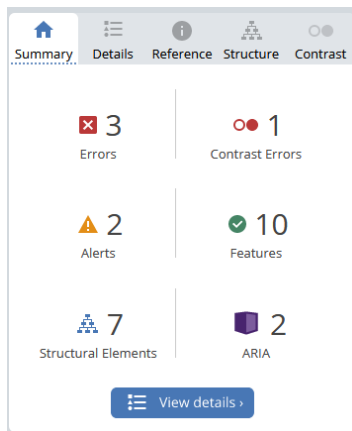 Summary Details Reference Structure Contrast
3 1
Errors Contrast Errors
2 10
Alerts Features
7 2
Structural Elements ARIA
View details ›